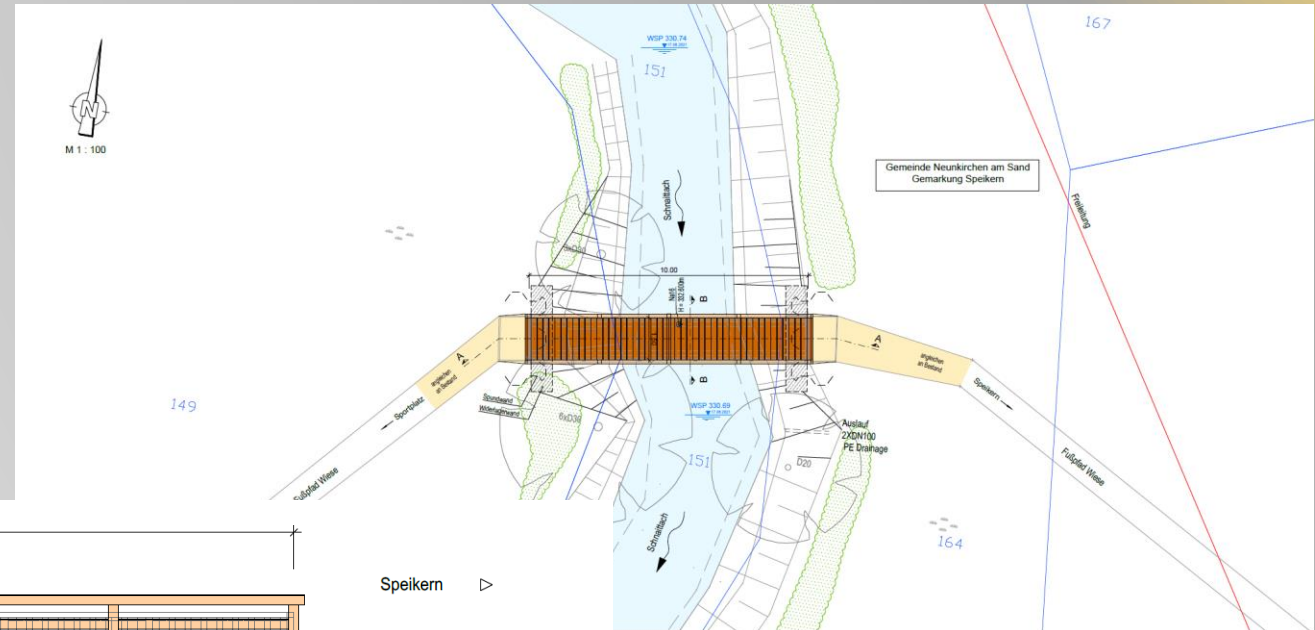 167
WSP 330.74
151
N
M 1 : 100
Gemeinde Neunkirchen am Sand
Gemarkung Speikern
Freileitung
Schnaittach
10.00
B
A
A
angleichen
an Bestand
angleichen
an Bestand
B
Speikern
149
Sportplatz
Spundwand
Widerlagerwand
WSP 330.69
6xD36
Auslauf
2XDN100
PE Drainage
151
D20
Fußpfad Wiese
Fußpfad Wiese
Schnaittach
164
Speikern